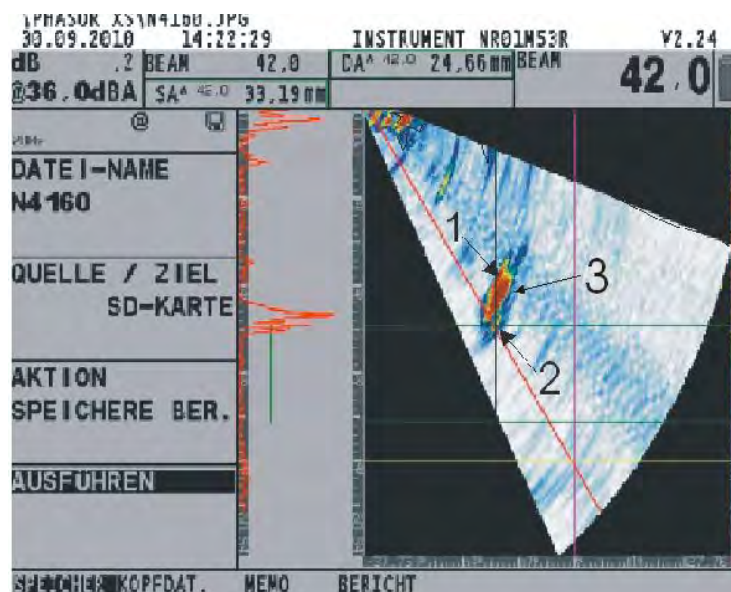 \PHASOR XS\N4160.JPG
30.09.2010 14:22:29 INSTRUMENT NR01M53R V2.24
dB .2 BEAM 42,0 DAA 42.0 24,66mm BEAM 42,0
@36,0dBA SAA 42.0 33,19mm
@
DATEI-NAME
N4160
QUELLE / ZIEL
SD-KARTE
AKTION
SPEICHERE BER.
AUSFÜHREN
1
3
2
SPEICHER KOPFDAT. MEMO BERICHT